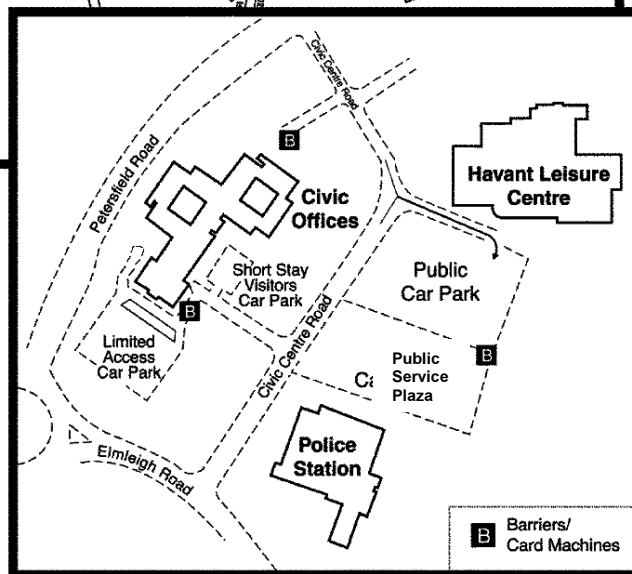 Civic Centre Road
B
Petersfield Road
Civic
Offices
Havant Leisure
Centre
Short Stay
Visitors
Car Park
Public
Car Park
B
Limited
Access
Car Park
Civic Centre Road
Public
Service
Plaza
B
Elmleigh Road
Police
Station
B Barriers/
Card Machines